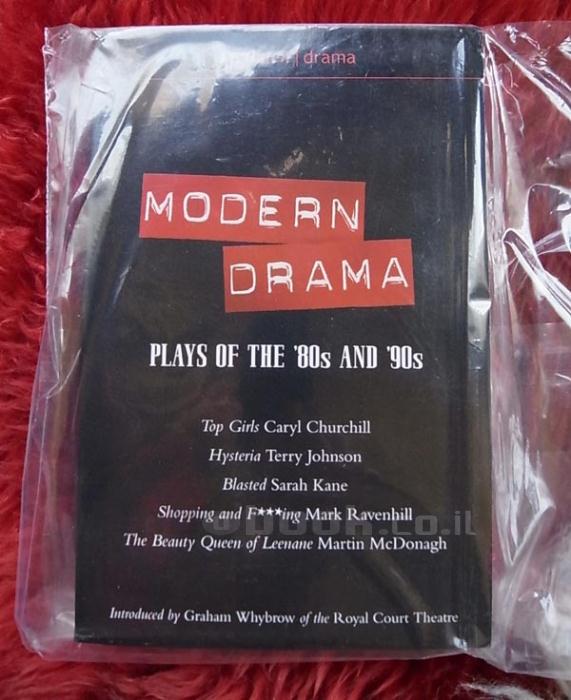 drama
MODERN
DRAMA
PLAYS OF THE '80s AND '90s
Top Girls Caryl Churchill
Hysteria Terry Johnson
Blasted Sarah Kane
Shopping and F***ing Mark Ravenhill
The Beauty Queen of Leenane Martin McDonagh
Introduced by Graham Whybrow of the Royal Court Theatre